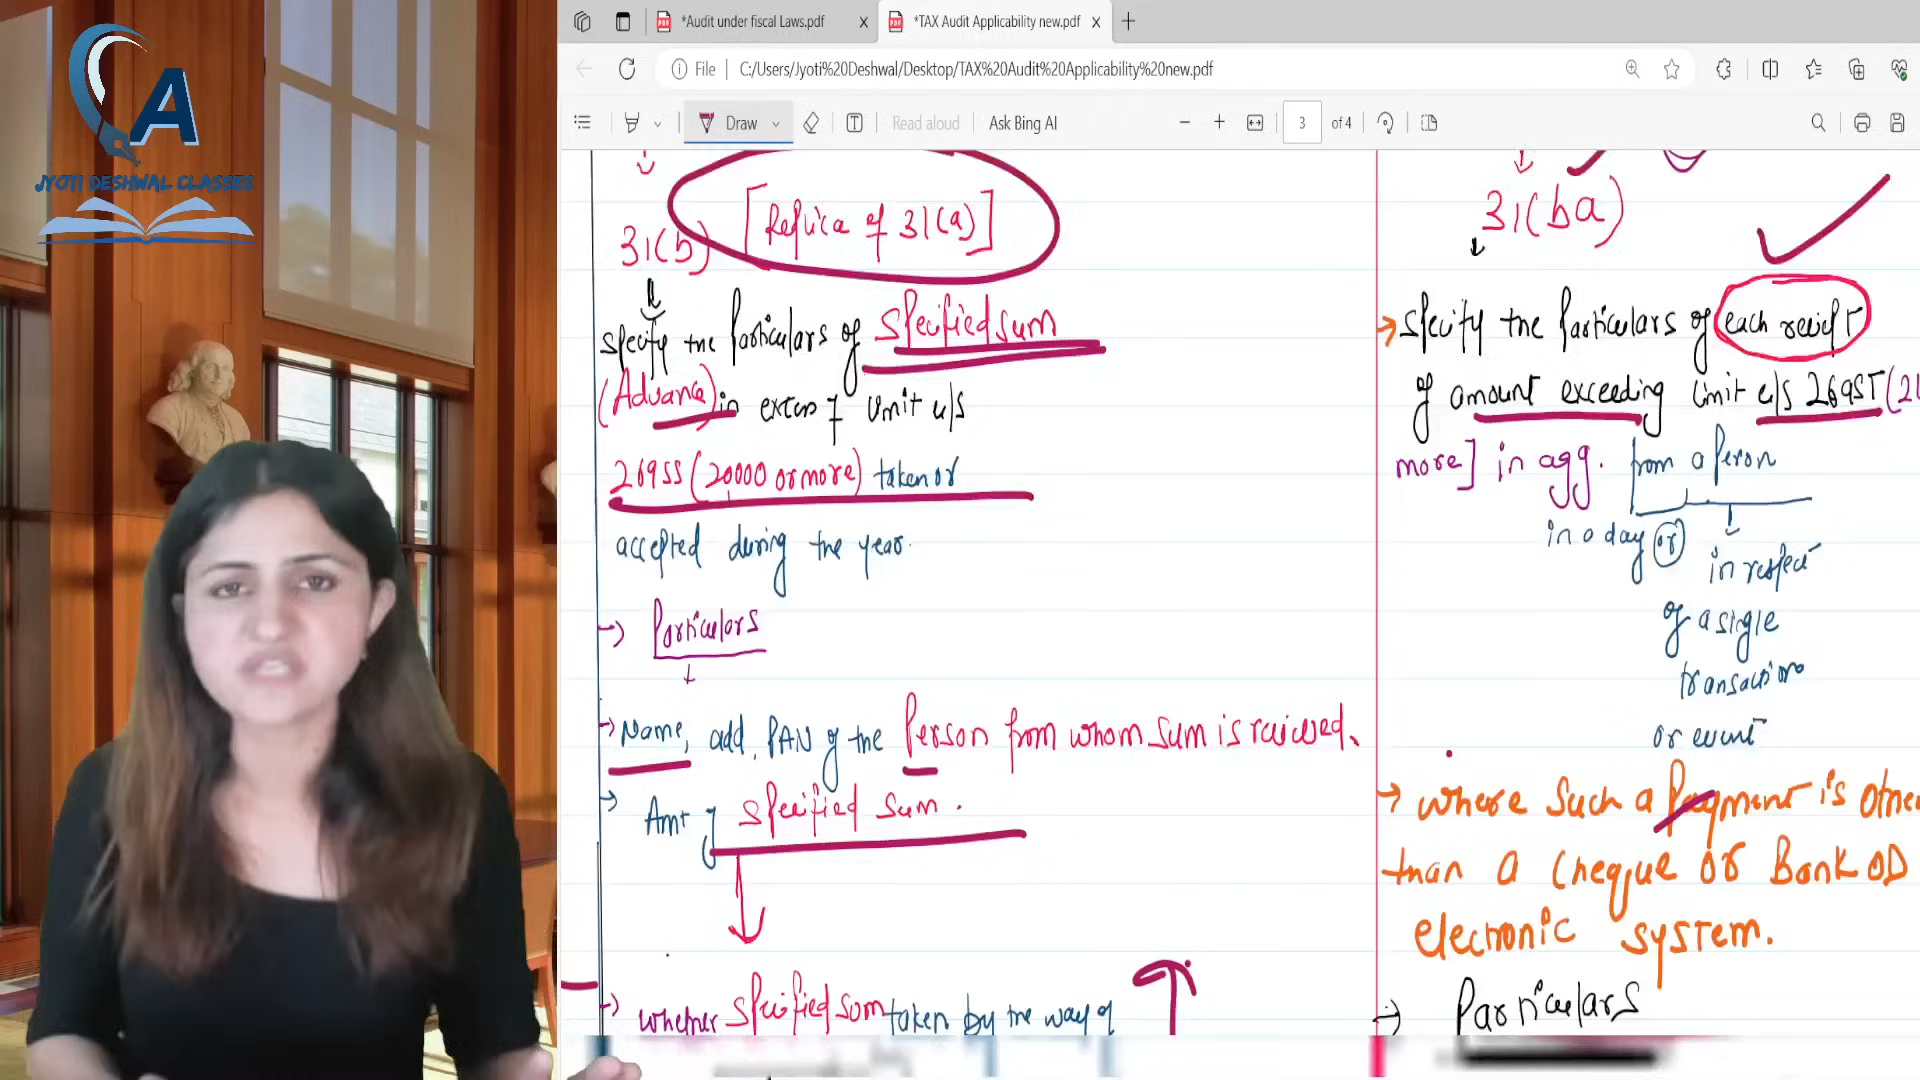 *Audit under fiscal Laws.pdf
*TAX Audit Applicability new.pdf
File
C:/Users/Jyoti%20Deshwal/Desktop/TAX%20Audit%20Applicability%20new.pdf
Draw
Read aloud
Ask Bing AI
3
of 4
A
JYOTI DESHWAL CLASSES
31(b)
[Replica of 31(a)]
specify the Particulars of specified sum
(Advance) in excess of limit u/s
269SS (20000 or more) taken or
accepted during the year.
Particulars
Name, add, PAN of the Person from whom sum is received.
Amt of specified sum.
whether specified sum taken by the way of
31(ba)
specify the Particulars of each receipt
of amount exceeding limit u/s 269ST (2L
more] in agg. from a person
in a day or
in respect
of a single
transaction
or event
where such a payment is other
than a cheque or Bank OD
electronic system.
Particulars